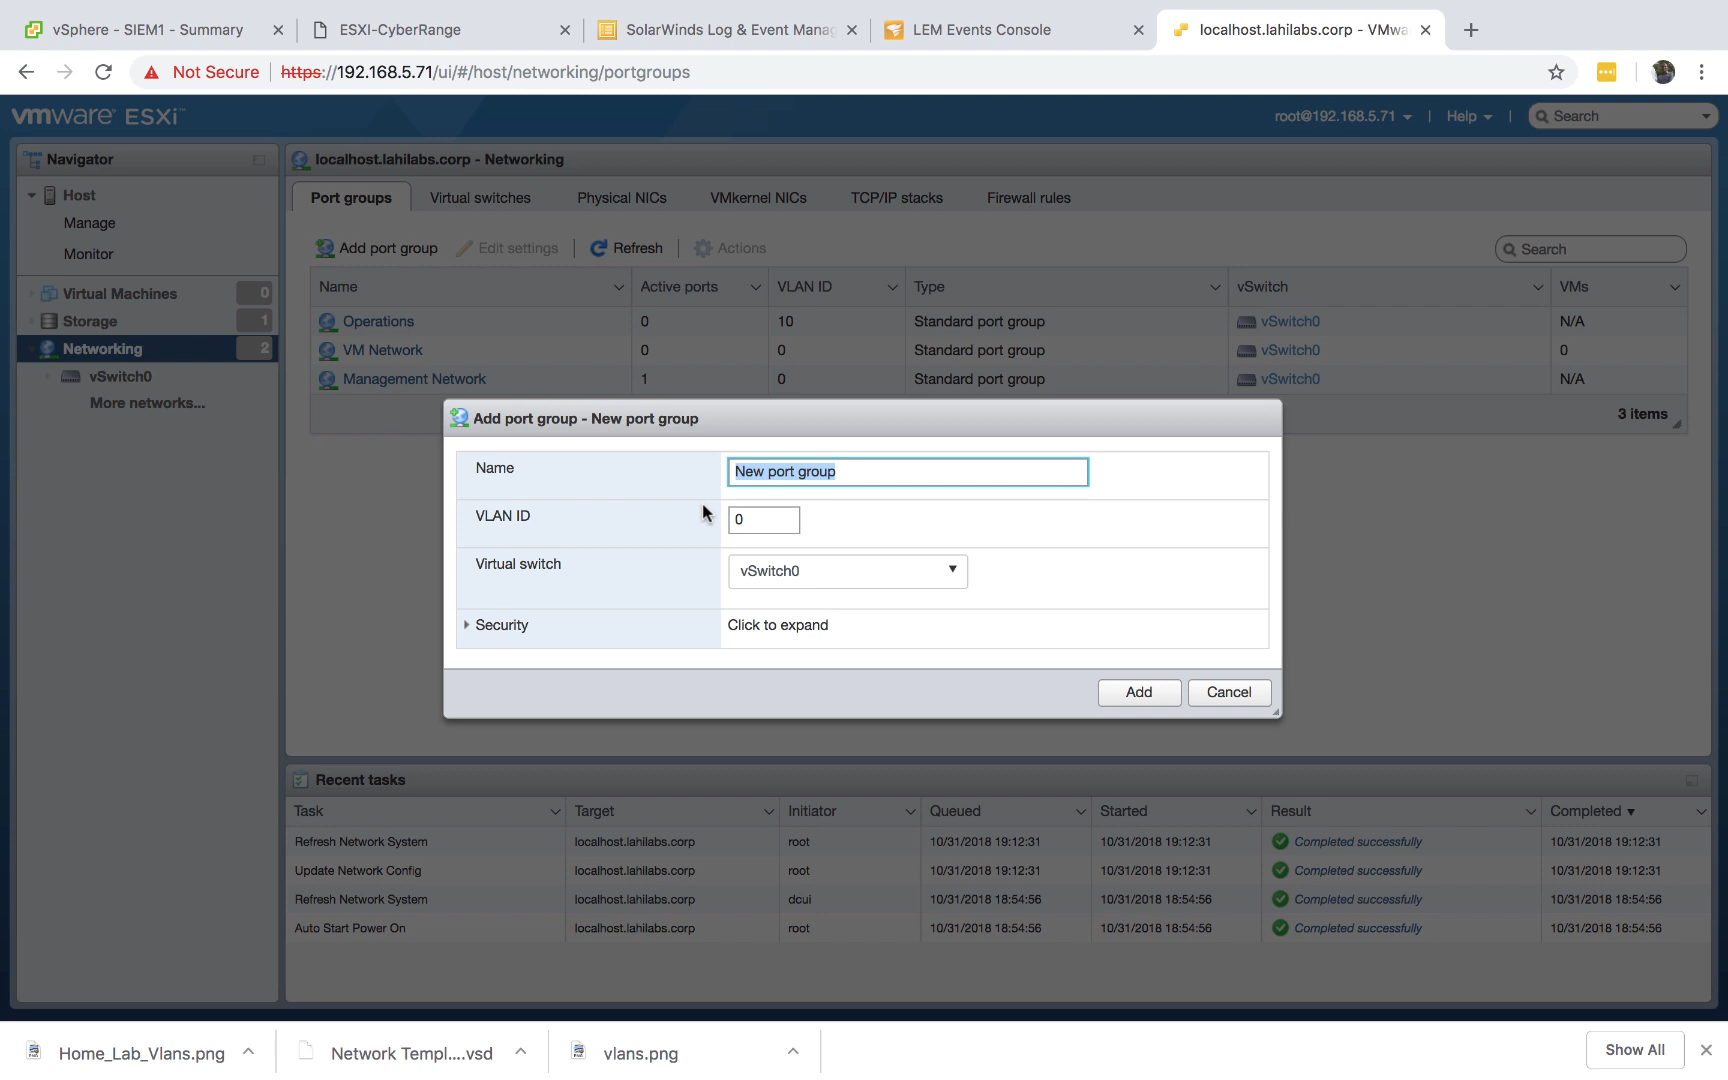 vSphere - SIEM1 - Summary
ESXI-CyberRange
SolarWinds Log & Event Manag
LEM Events Console
localhost.lahilabs.corp - VMwa
Not Secure
https://192.168.5.71/ui/#/host/networking/portgroups
vmware ESXi
root@192.168.5.71
Help
Search
Navigator
Host
Manage
Monitor
Virtual Machines 0
Storage 1
Networking 2
vSwitch0
More networks...
localhost.lahilabs.corp - Networking
Port groups Virtual switches Physical NICs VMkernel NICs TCP/IP stacks Firewall rules
Add port group Edit settings Refresh Actions Search
Name Active ports VLAN ID Type vSwitch VMs
Operations 0 10 Standard port group vSwitch0 N/A
VM Network 0 0 Standard port group vSwitch0 0
Management Network 1 0 Standard port group vSwitch0 N/A
3 items
Add port group - New port group
Name New port group
VLAN ID 0
Virtual switch vSwitch0
Security Click to expand
Add Cancel
Recent tasks
Task Target Initiator Queued Started Result Completed
Refresh Network System localhost.lahilabs.corp root 10/31/2018 19:12:31 10/31/2018 19:12:31 Completed successfully 10/31/2018 19:12:31
Update Network Config localhost.lahilabs.corp root 10/31/2018 19:12:31 10/31/2018 19:12:31 Completed successfully 10/31/2018 19:12:31
Refresh Network System localhost.lahilabs.corp dcui 10/31/2018 18:54:56 10/31/2018 18:54:56 Completed successfully 10/31/2018 18:54:56
Auto Start Power On localhost.lahilabs.corp root 10/31/2018 18:54:56 10/31/2018 18:54:56 Completed successfully 10/31/2018 18:54:56
Home_Lab_Vlans.png
Network Templ....vsd
vlans.png
Show All